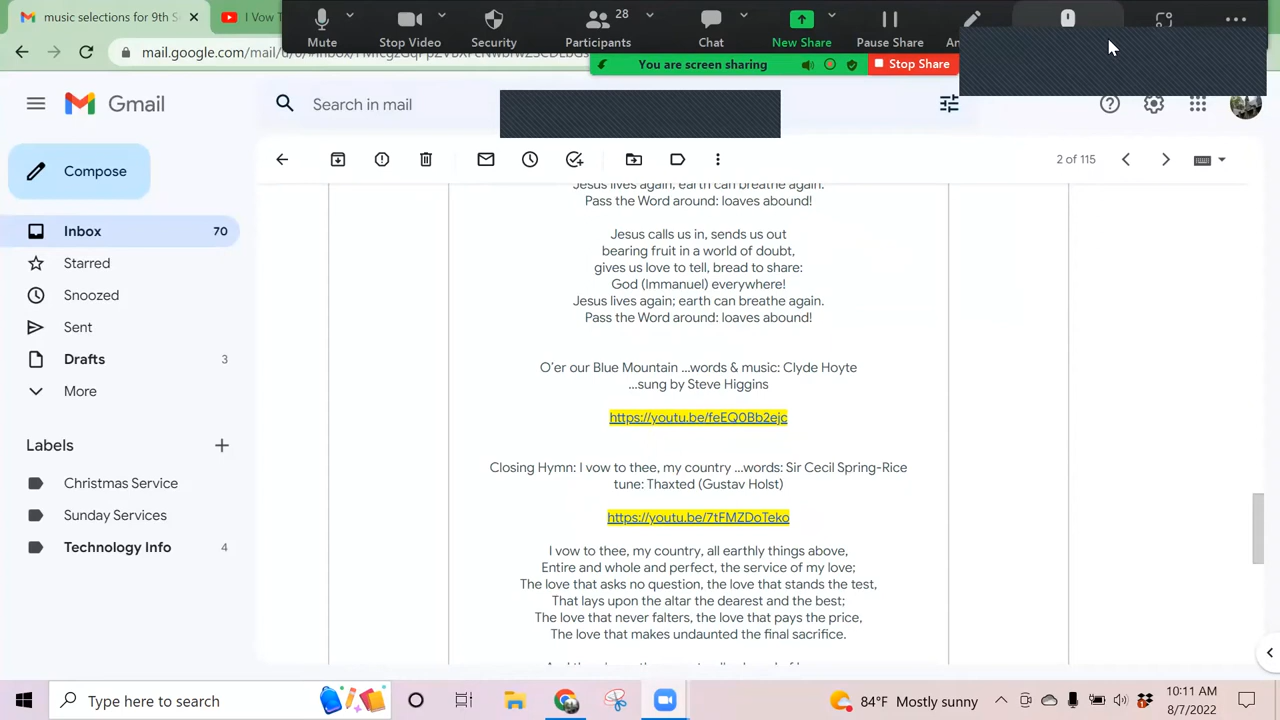 music selections for 9th S
I Vow T
Mute
Stop Video
Security
28
Participants
Chat
New Share
Pause Share
You are screen sharing
Stop Share
mail.google.com/mail/
Gmail
Search in mail
Compose
2 of 115
Inbox 70
Starred
Snoozed
Sent
Drafts 3
More
Labels
Christmas Service
Sunday Services
Technology Info 4
Jesus lives again, earth can breathe again.
Pass the Word around: loaves abound!
Jesus calls us in, sends us out
bearing fruit in a world of doubt,
gives us love to tell, bread to share:
God (Immanuel) everywhere!
Jesus lives again; earth can breathe again.
Pass the Word around: loaves abound!
O'er our Blue Mountain ...words & music: Clyde Hoyte
...sung by Steve Higgins
https://youtu.be/feEQ0Bb2ejc
Closing Hymn: I vow to thee, my country ...words: Sir Cecil Spring-Rice
tune: Thaxted (Gustav Holst)
https://youtu.be/7tFMZDoTeko
I vow to thee, my country, all earthly things above,
Entire and whole and perfect, the service of my love;
The love that asks no question, the love that stands the test,
That lays upon the altar the dearest and the best;
The love that never falters, the love that pays the price,
The love that makes undaunted the final sacrifice.
Type here to search
84°F Mostly sunny
10:11 AM
8/7/2022